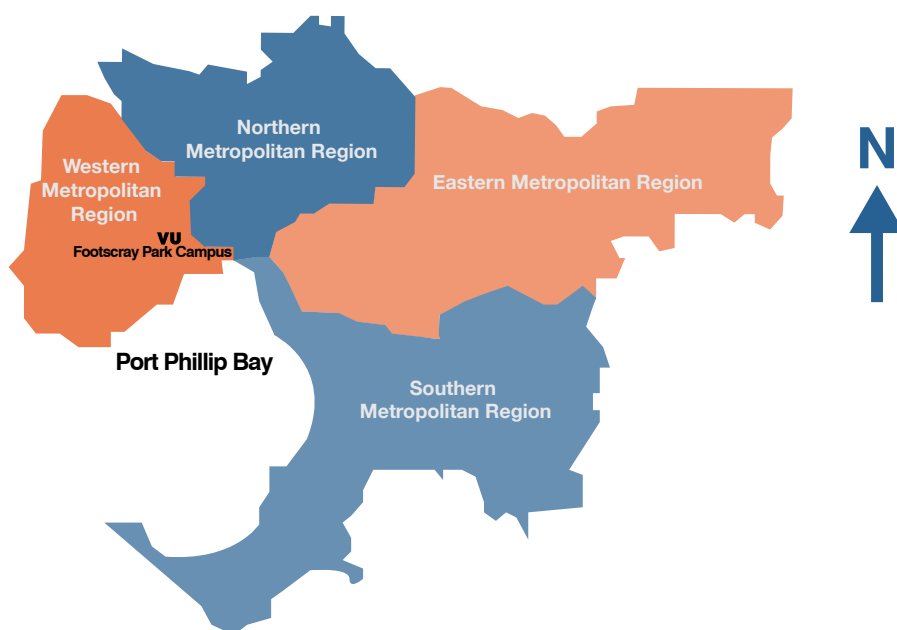 Northern
Metropolitan Region
N
Western
Metropolitan
Region
Eastern Metropolitan Region
VU
Footscray Park Campus
Port Phillip Bay
Southern
Metropolitan Region